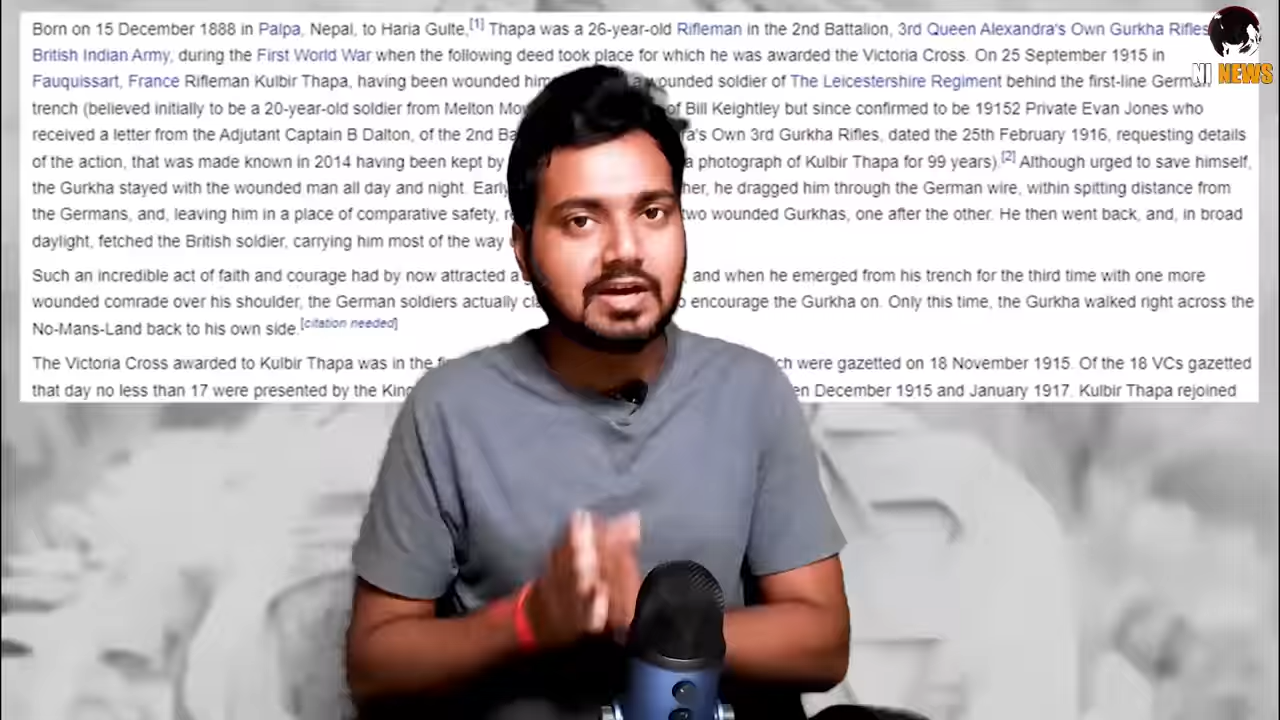 Born on 15 December 1888 in Palpa, Nepal, to Haria Gulte,[1] Thapa was a 26-year-old Rifleman in the 2nd Battalion, 3rd Queen Alexandra's Own Gurkha Rifles
British Indian Army, during the First World War when the following deed took place for which he was awarded the Victoria Cross. On 25 September 1915 in
Fauquissart, France Rifleman Kulbir Thapa, having been wounded wounded soldier of The Leicestershire Regiment behind the first-line German
trench (believed initially to be a 20-year-old soldier from Melton of Bill Keightley but since confirmed to be 19152 Private Evan Jones who
received a letter from the Adjutant Captain B Dalton, of the 2nd Own 3rd Gurkha Rifles, dated the 25th February 1916, requesting details
of the action, that was made known in 2014 having been kept by a photograph of Kulbir Thapa for 99 years).[2] Although urged to save himself,
the Gurkha stayed with the wounded man all day and night. he dragged him through the German wire, within spitting distance from
the Germans, and, leaving him in a place of comparative safety, two wounded Gurkhas, one after the other. He then went back, and, in broad
daylight, fetched the British soldier, carrying him most of the way
Such an incredible act of faith and courage had by now attracted and when he emerged from his trench for the third time with one more
wounded comrade over his shoulder, the German soldiers actually encourage the Gurkha on. Only this time, the Gurkha walked right across the
No-Mans-Land back to his own side.[citation needed]
The Victoria Cross awarded to Kulbir Thapa was in the were gazetted on 18 November 1915. Of the 18 VCs gazetted
that day no less than 17 were presented by the December 1915 and January 1917. Kulbir Thapa rejoined
NI NEWS